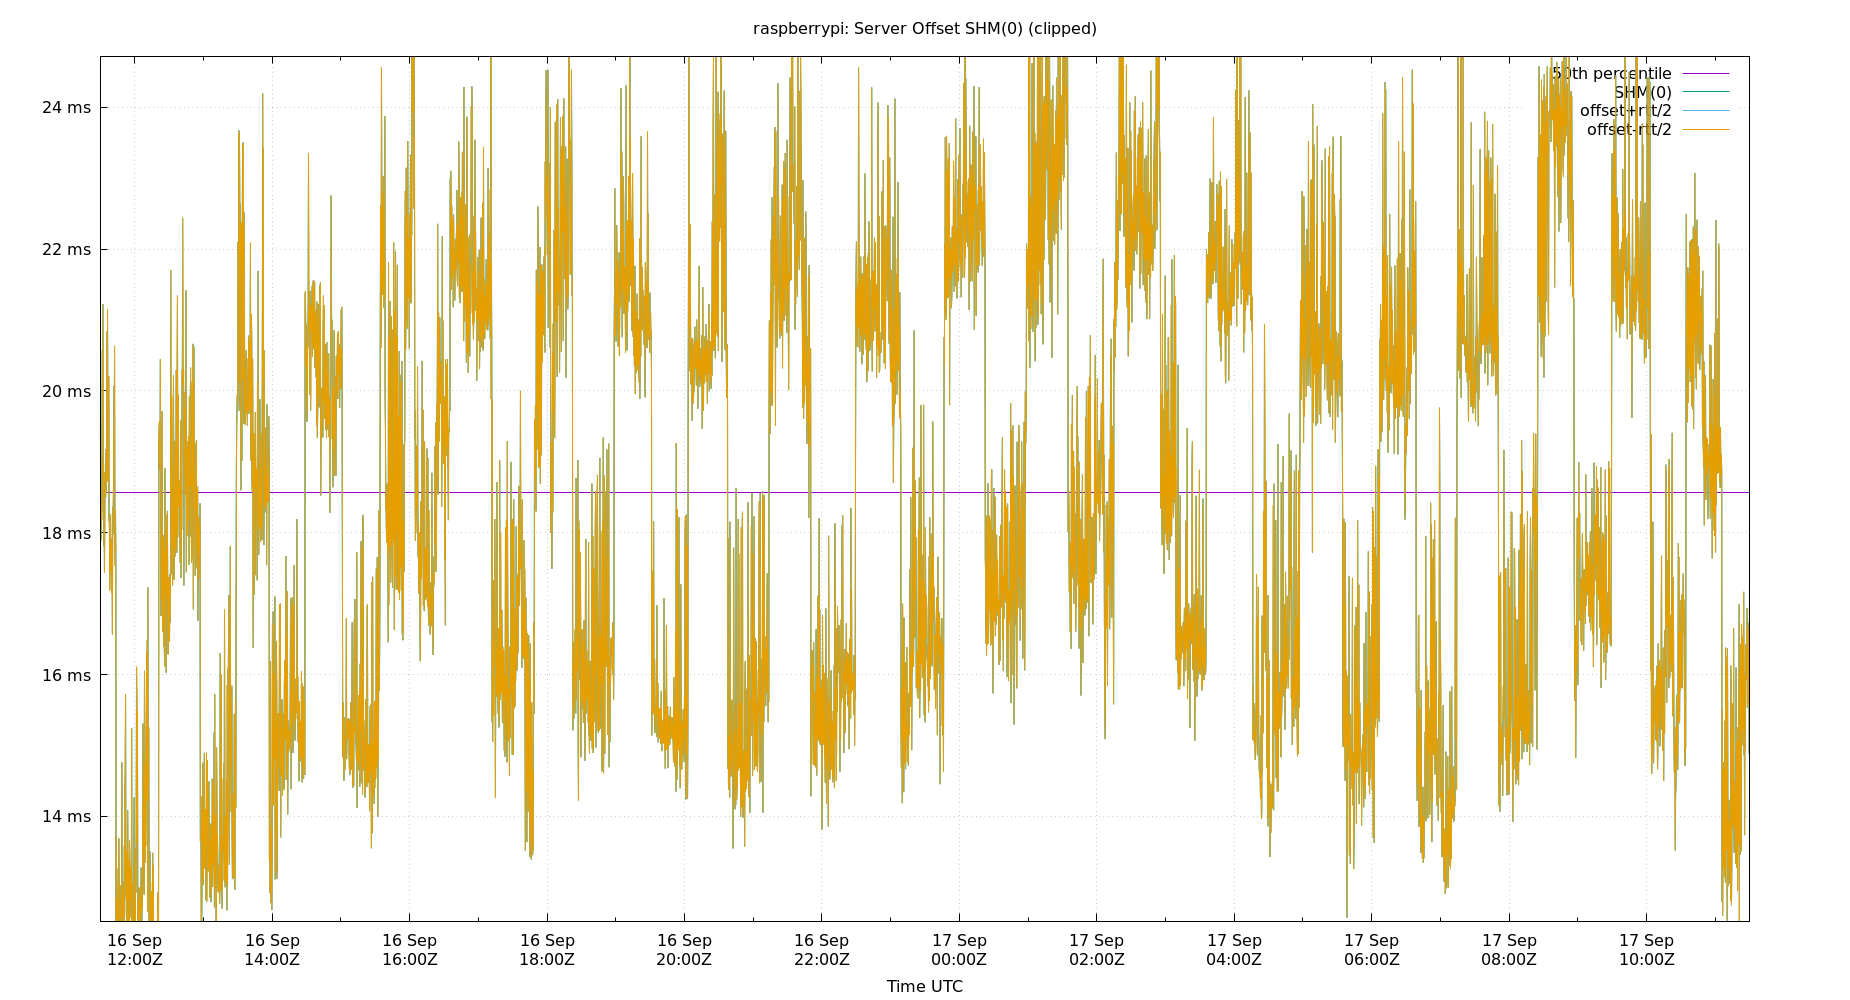 raspberrypi: Server Offset SHM(0) (clipped)
50th percentile
SHM(0)
offset+rtt/2
offset-rtt/2
24 ms
22 ms
20 ms
18 ms
16 ms
14 ms
16 Sep 16 Sep 16 Sep 16 Sep 16 Sep 16 Sep 17 Sep 17 Sep 17 Sep 17 Sep 17 Sep 17 Sep
12:00Z 14:00Z 16:00Z 18:00Z 20:00Z 22:00Z 00:00Z 02:00Z 04:00Z 06:00Z 08:00Z 10:00Z
Time UTC